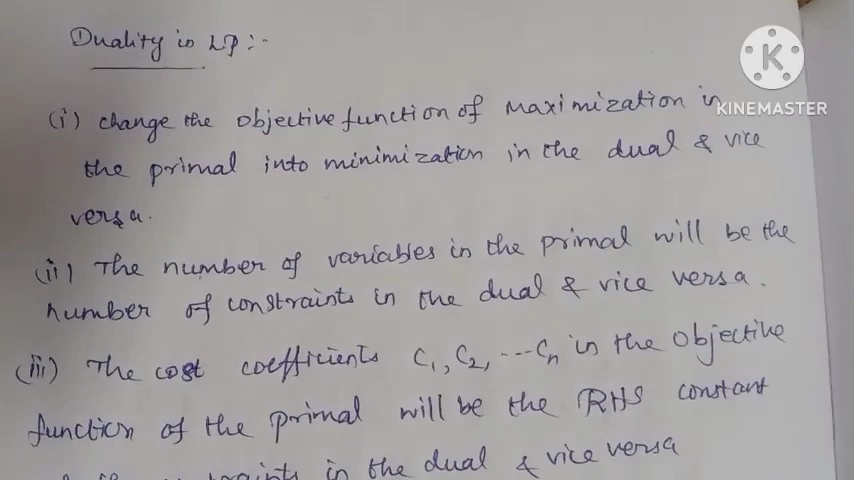 Duality in LP :-
KINEMASTER
(i) change the objective function of Maximization in
the primal into minimization in the dual & vice
versa.
(ii) The number of variables in the primal will be the
number of constraints in the dual & vice versa.
(iii) The cost coefficients C₁, C₂, ---Cₙ in the objective
function of the primal will be the RHS constant
in the dual & vice versa